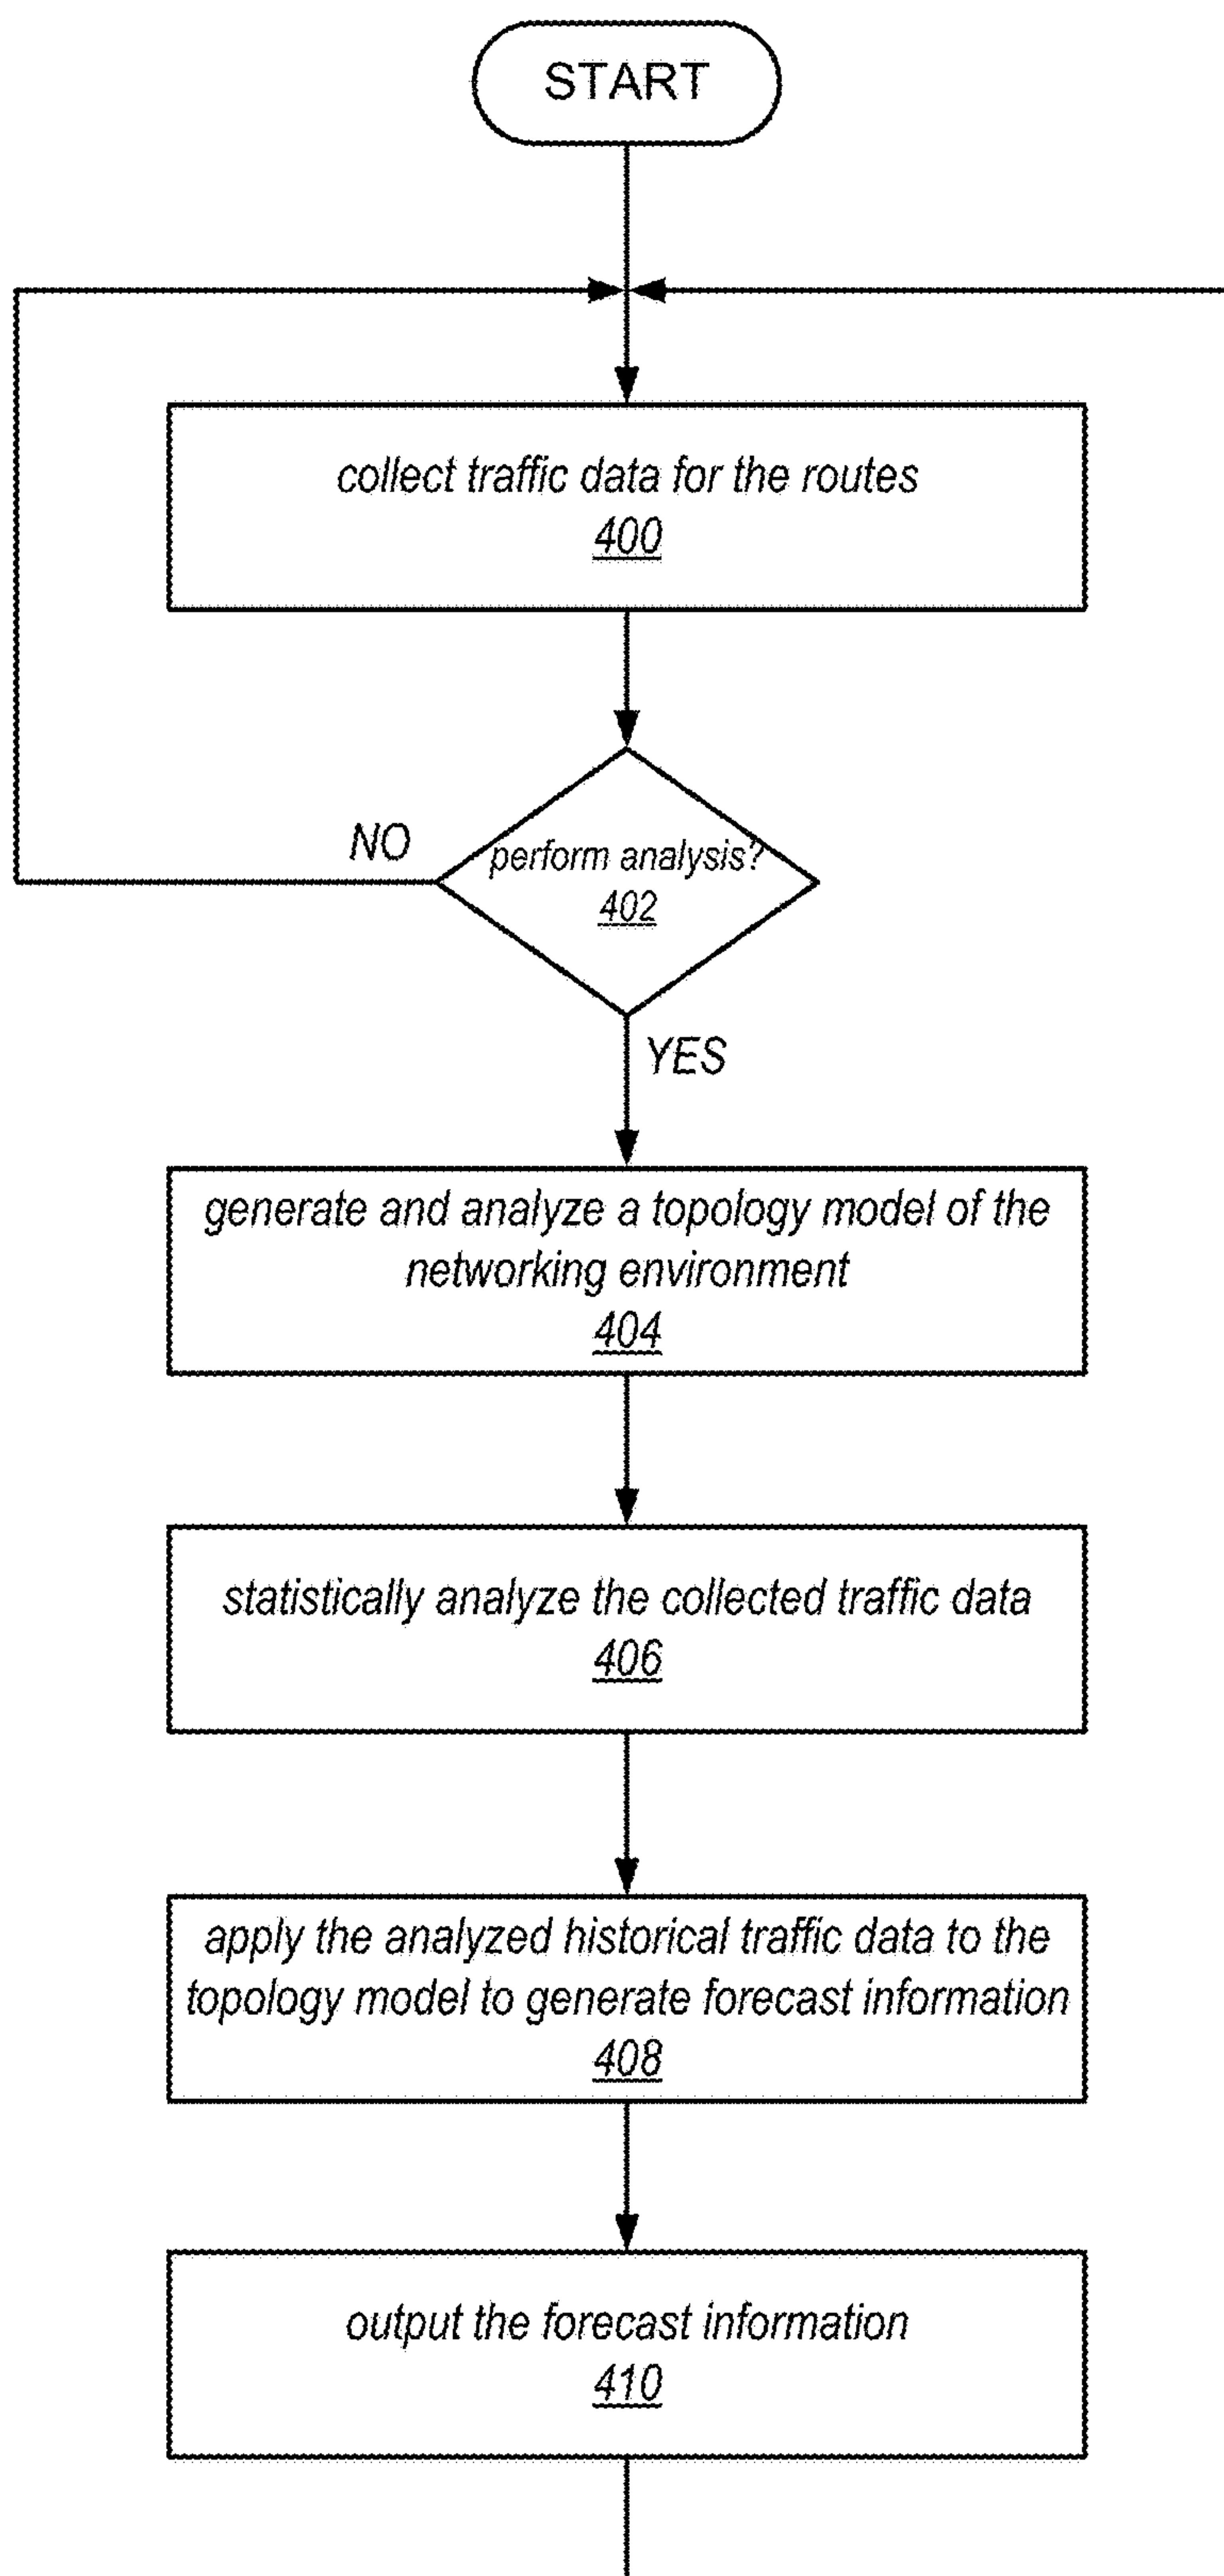 START
collect traffic data for the routes
400
NO
perform analysis?
402
YES
generate and analyze a topology model of the
networking environment
404
statistically analyze the collected traffic data
406
apply the analyzed historical traffic data to the
topology model to generate forecast information
408
output the forecast information
410